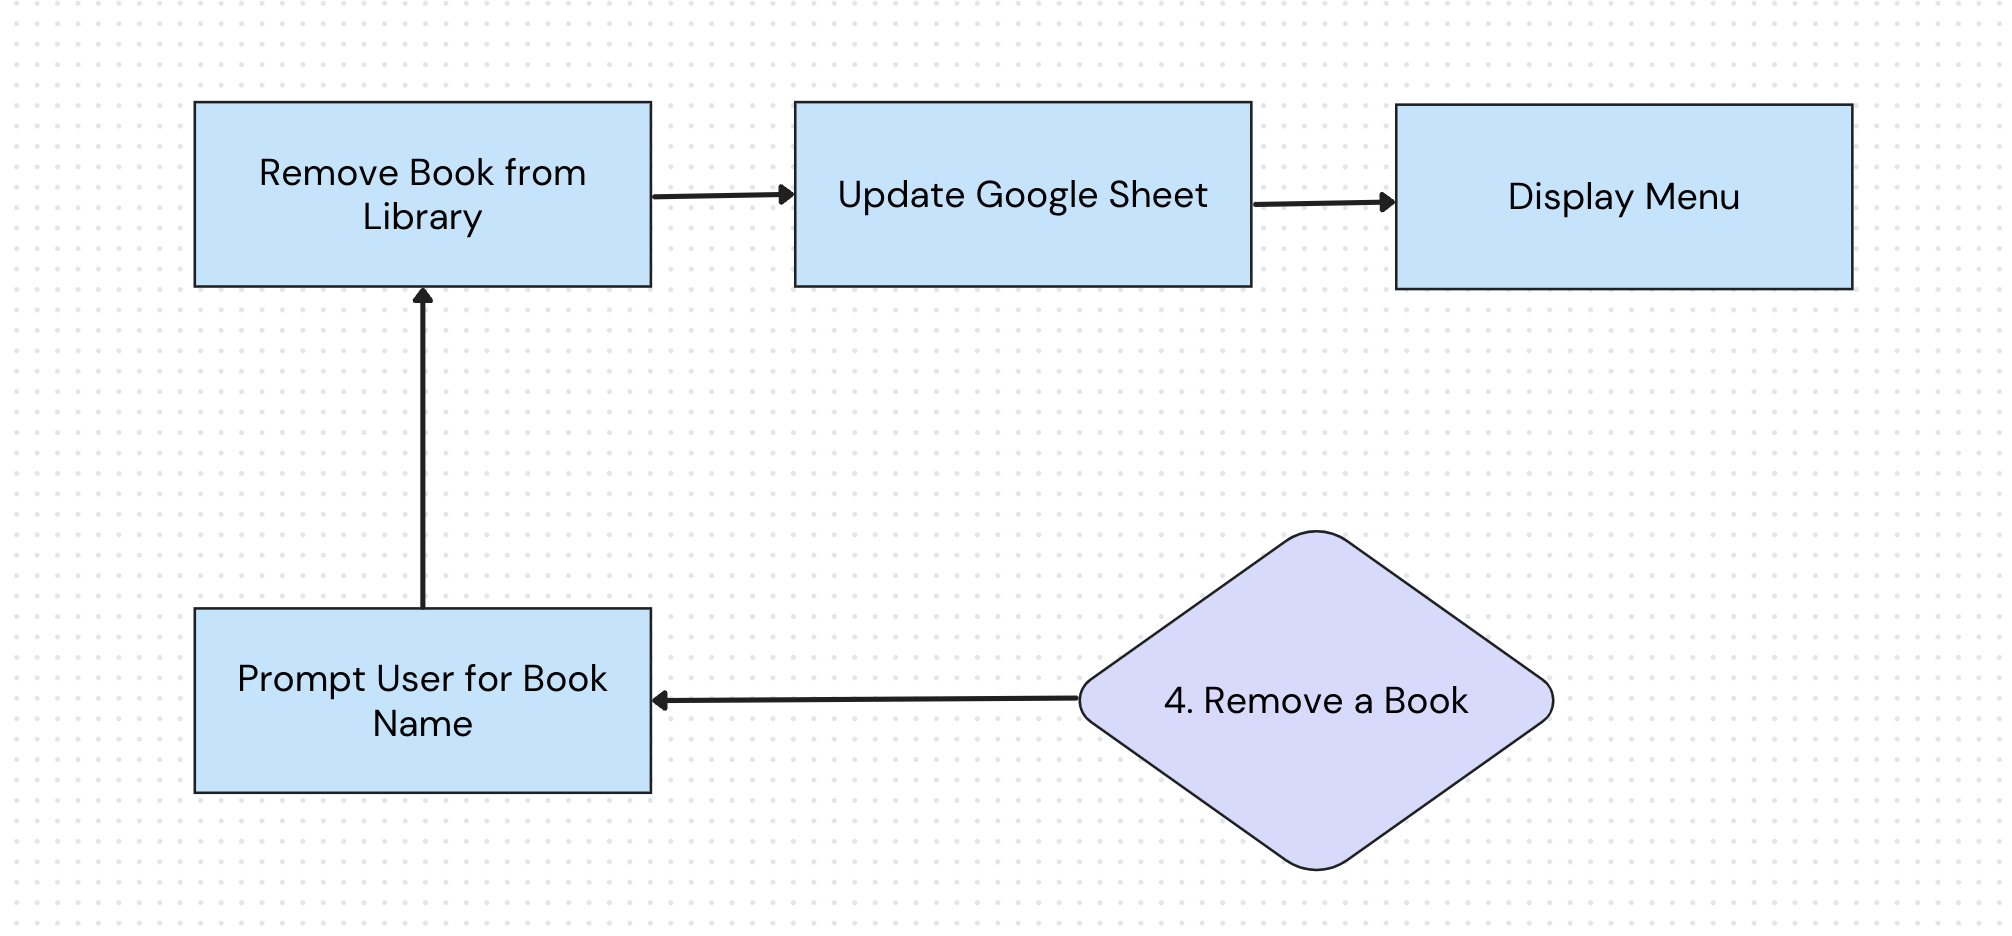 Remove Book from
Library
Update Google Sheet
Display Menu
Prompt User for Book
Name
4. Remove a Book